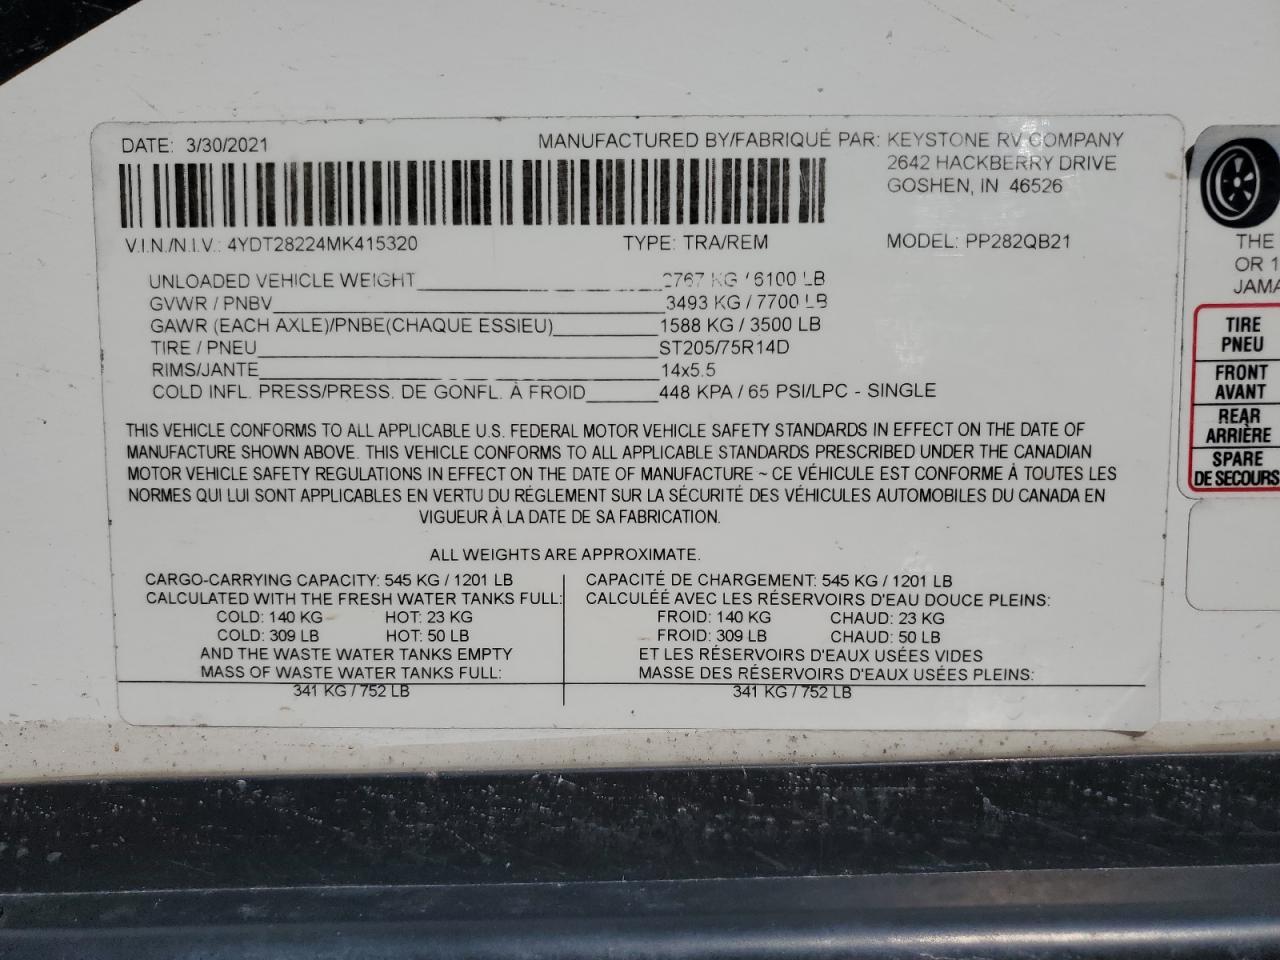 DATE: 3/30/2021 MANUFACTURED BY/FABRIQUÉ PAR: KEYSTONE RV COMPANY
2642 HACKBERRY DRIVE
GOSHEN, IN 46526
V.I.N./N.I.V.: 4YDT28224MK415320 TYPE: TRA/REM MODEL: PP282QB21
UNLOADED VEHICLE WEIGHT 2767 KG / 6100 LB
GVWR / PNBV 3493 KG / 7700 LB
GAWR (EACH AXLE)/PNBE(CHAQUE ESSIEU) 1588 KG / 3500 LB
TIRE / PNEU ST205/75R14D
RIMS/JANTE 14x5.5
COLD INFL. PRESS/PRESS. DE GONFL. À FROID 448 KPA / 65 PSI/LPC - SINGLE
THIS VEHICLE CONFORMS TO ALL APPLICABLE U.S. FEDERAL MOTOR VEHICLE SAFETY STANDARDS IN EFFECT ON THE DATE OF
MANUFACTURE SHOWN ABOVE. THIS VEHICLE CONFORMS TO ALL APPLICABLE STANDARDS PRESCRIBED UNDER THE CANADIAN
MOTOR VEHICLE SAFETY REGULATIONS IN EFFECT ON THE DATE OF MANUFACTURE ~ CE VÉHICULE EST CONFORME À TOUTES LES
NORMES QUI LUI SONT APPLICABLES EN VERTU DU RÉGLEMENT SUR LA SÉCURITÉ DES VÉHICULES AUTOMOBILES DU CANADA EN
VIGUEUR À LA DATE DE SA FABRICATION.
ALL WEIGHTS ARE APPROXIMATE.
CARGO-CARRYING CAPACITY: 545 KG / 1201 LB
CALCULATED WITH THE FRESH WATER TANKS FULL:
COLD: 140 KG HOT: 23 KG
COLD: 309 LB HOT: 50 LB
AND THE WASTE WATER TANKS EMPTY
MASS OF WASTE WATER TANKS FULL:
341 KG / 752 LB
CAPACITÉ DE CHARGEMENT: 545 KG / 1201 LB
CALCULÉE AVEC LES RÉSERVOIRS D'EAU DOUCE PLEINS:
FROID: 140 KG CHAUD: 23 KG
FROID: 309 LB CHAUD: 50 LB
ET LES RÉSERVOIRS D'EAUX USÉES VIDES
MASSE DES RÉSERVOIRS D'EAUX USÉES PLEINS:
341 KG / 752 LB
THE
OR 1
JAMA
TIRE
PNEU
FRONT
AVANT
REAR
ARRIÈRE
SPARE
DE SECOURS